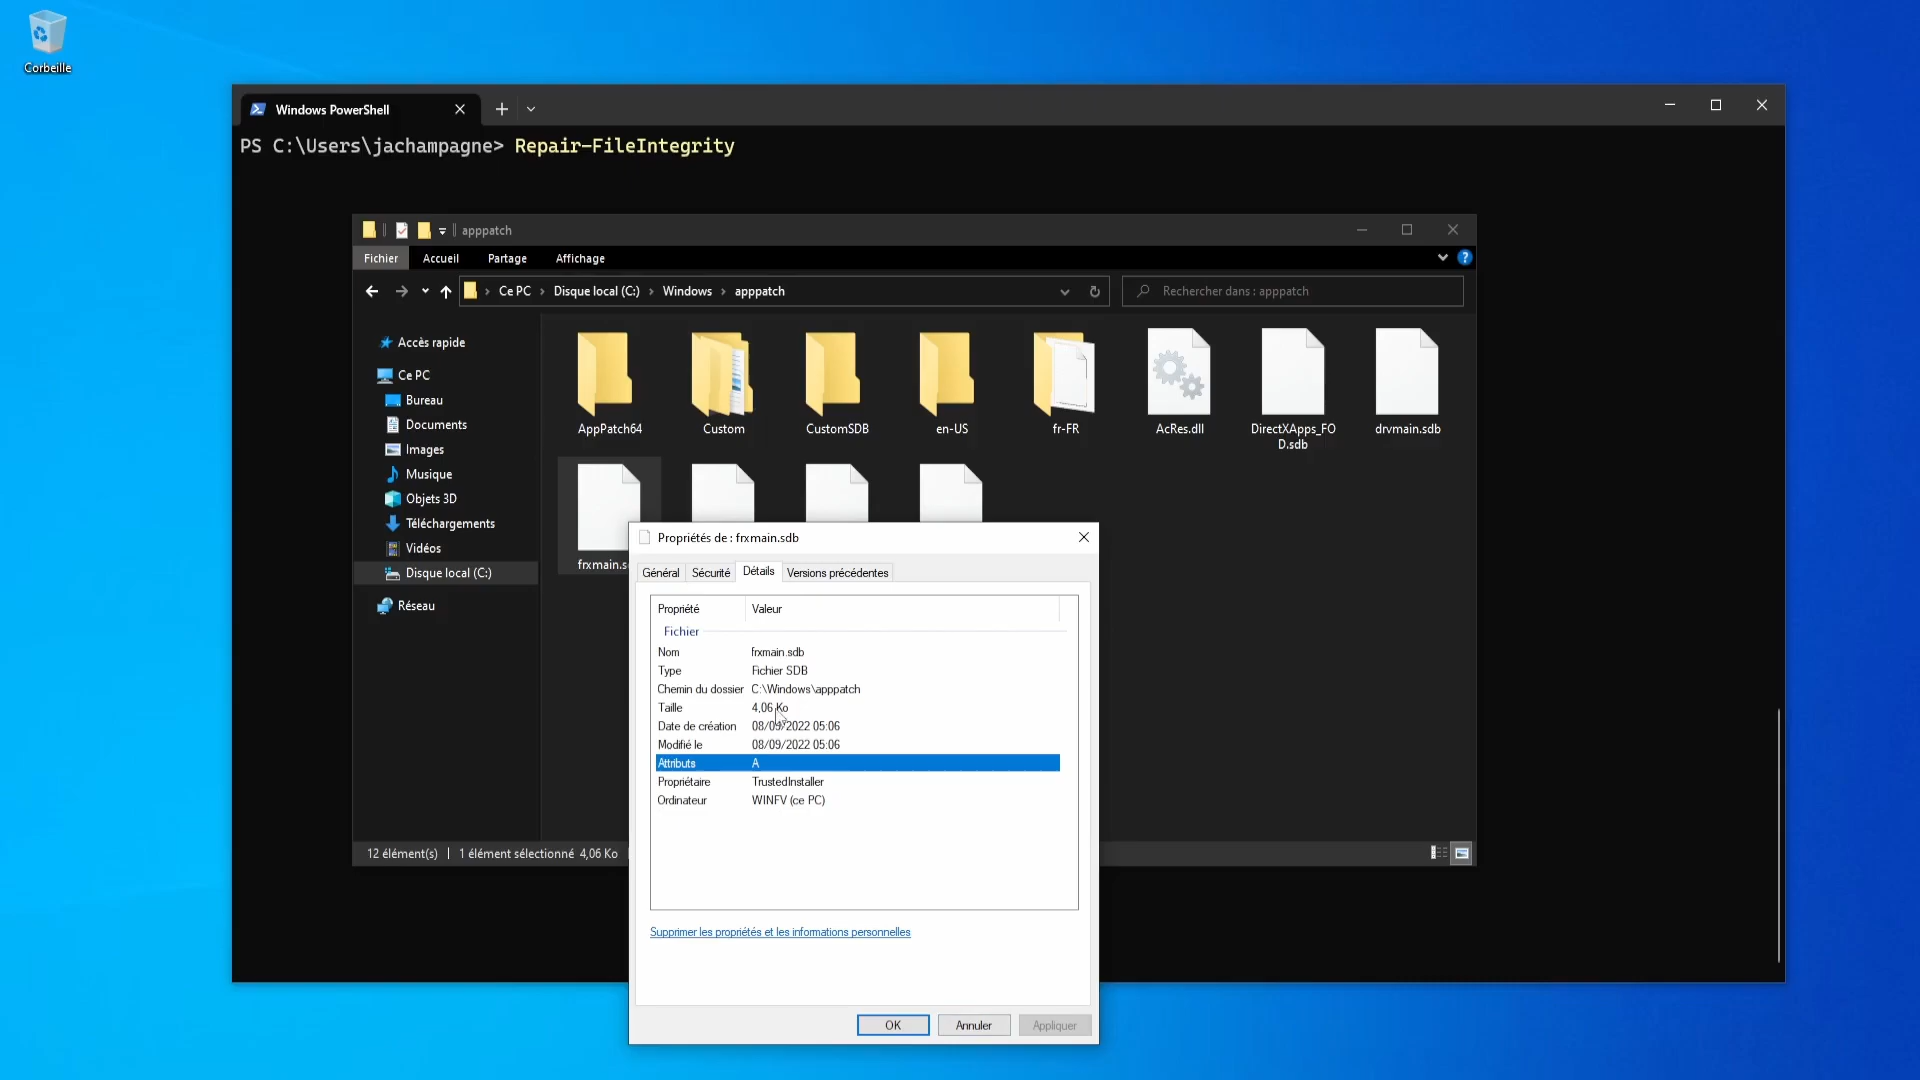 Corbeille
Windows PowerShell
PS C:\Users\jachampagne> Repair-FileIntegrity
apppatch
Fichier Accueil Partage Affichage
Ce PC > Disque local (C:) > Windows > apppatch
Rechercher dans : apppatch
Accès rapide
Ce PC
Bureau
Documents
Images
Musique
Objets 3D
Téléchargements
Vidéos
Disque local (C:)
Réseau
AppPatch64
Custom
CustomSDB
en-US
fr-FR
AcRes.dll
DirectXApps_FO
D.sdb
drvmain.sdb
frxmain.s
Propriétés de : frxmain.sdb
Général Sécurité Détails Versions précédentes
Propriété Valeur
Fichier
Nom frxmain.sdb
Type Fichier SDB
Chemin du dossier C:\Windows\apppatch
Taille 4,06 Ko
Date de création 08/09/2022 05:06
Modifié le 08/09/2022 05:06
Attributs A
Propriétaire TrustedInstaller
Ordinateur WINFV (ce PC)
Supprimer les propriétés et les informations personnelles
OK Annuler Appliquer
12 élément(s) | 1 élément sélectionné 4,06 Ko